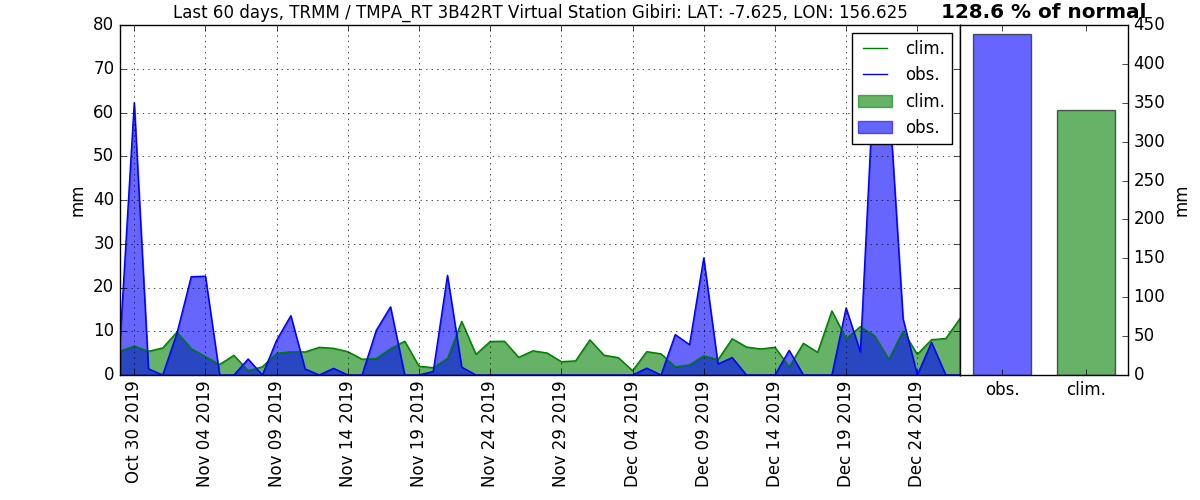 Last 60 days, TRMM / TMPA_RT 3B42RT Virtual Station Gibiri: LAT: -7.625, LON: 156.625
128.6 % of normal
80
70
60
50
40
30
20
10
0
mm
clim.
obs.
clim.
obs.
450
400
350
300
250
200
150
100
50
0
mm
obs.
clim.
Oct 30 2019
Nov 04 2019
Nov 09 2019
Nov 14 2019
Nov 19 2019
Nov 24 2019
Nov 29 2019
Dec 04 2019
Dec 09 2019
Dec 14 2019
Dec 19 2019
Dec 24 2019